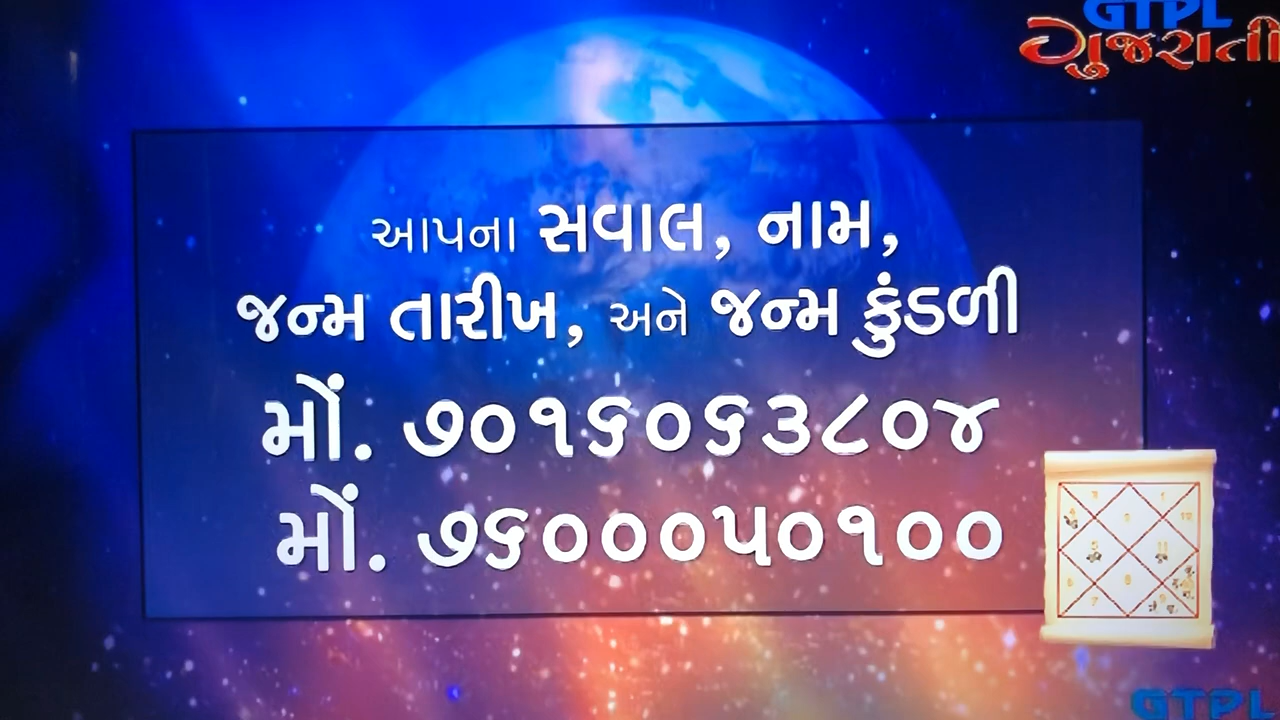 GTPL
ગુજરાતી
આપના સવાલ, નામ,
જન્મ તારીખ, અને જન્મ કુંડળી
મોં. ૭૦૧૬૦૬૩૮૦૪
મોં. ૭૬૦૦૦૫૦૧૦૦
GTPL